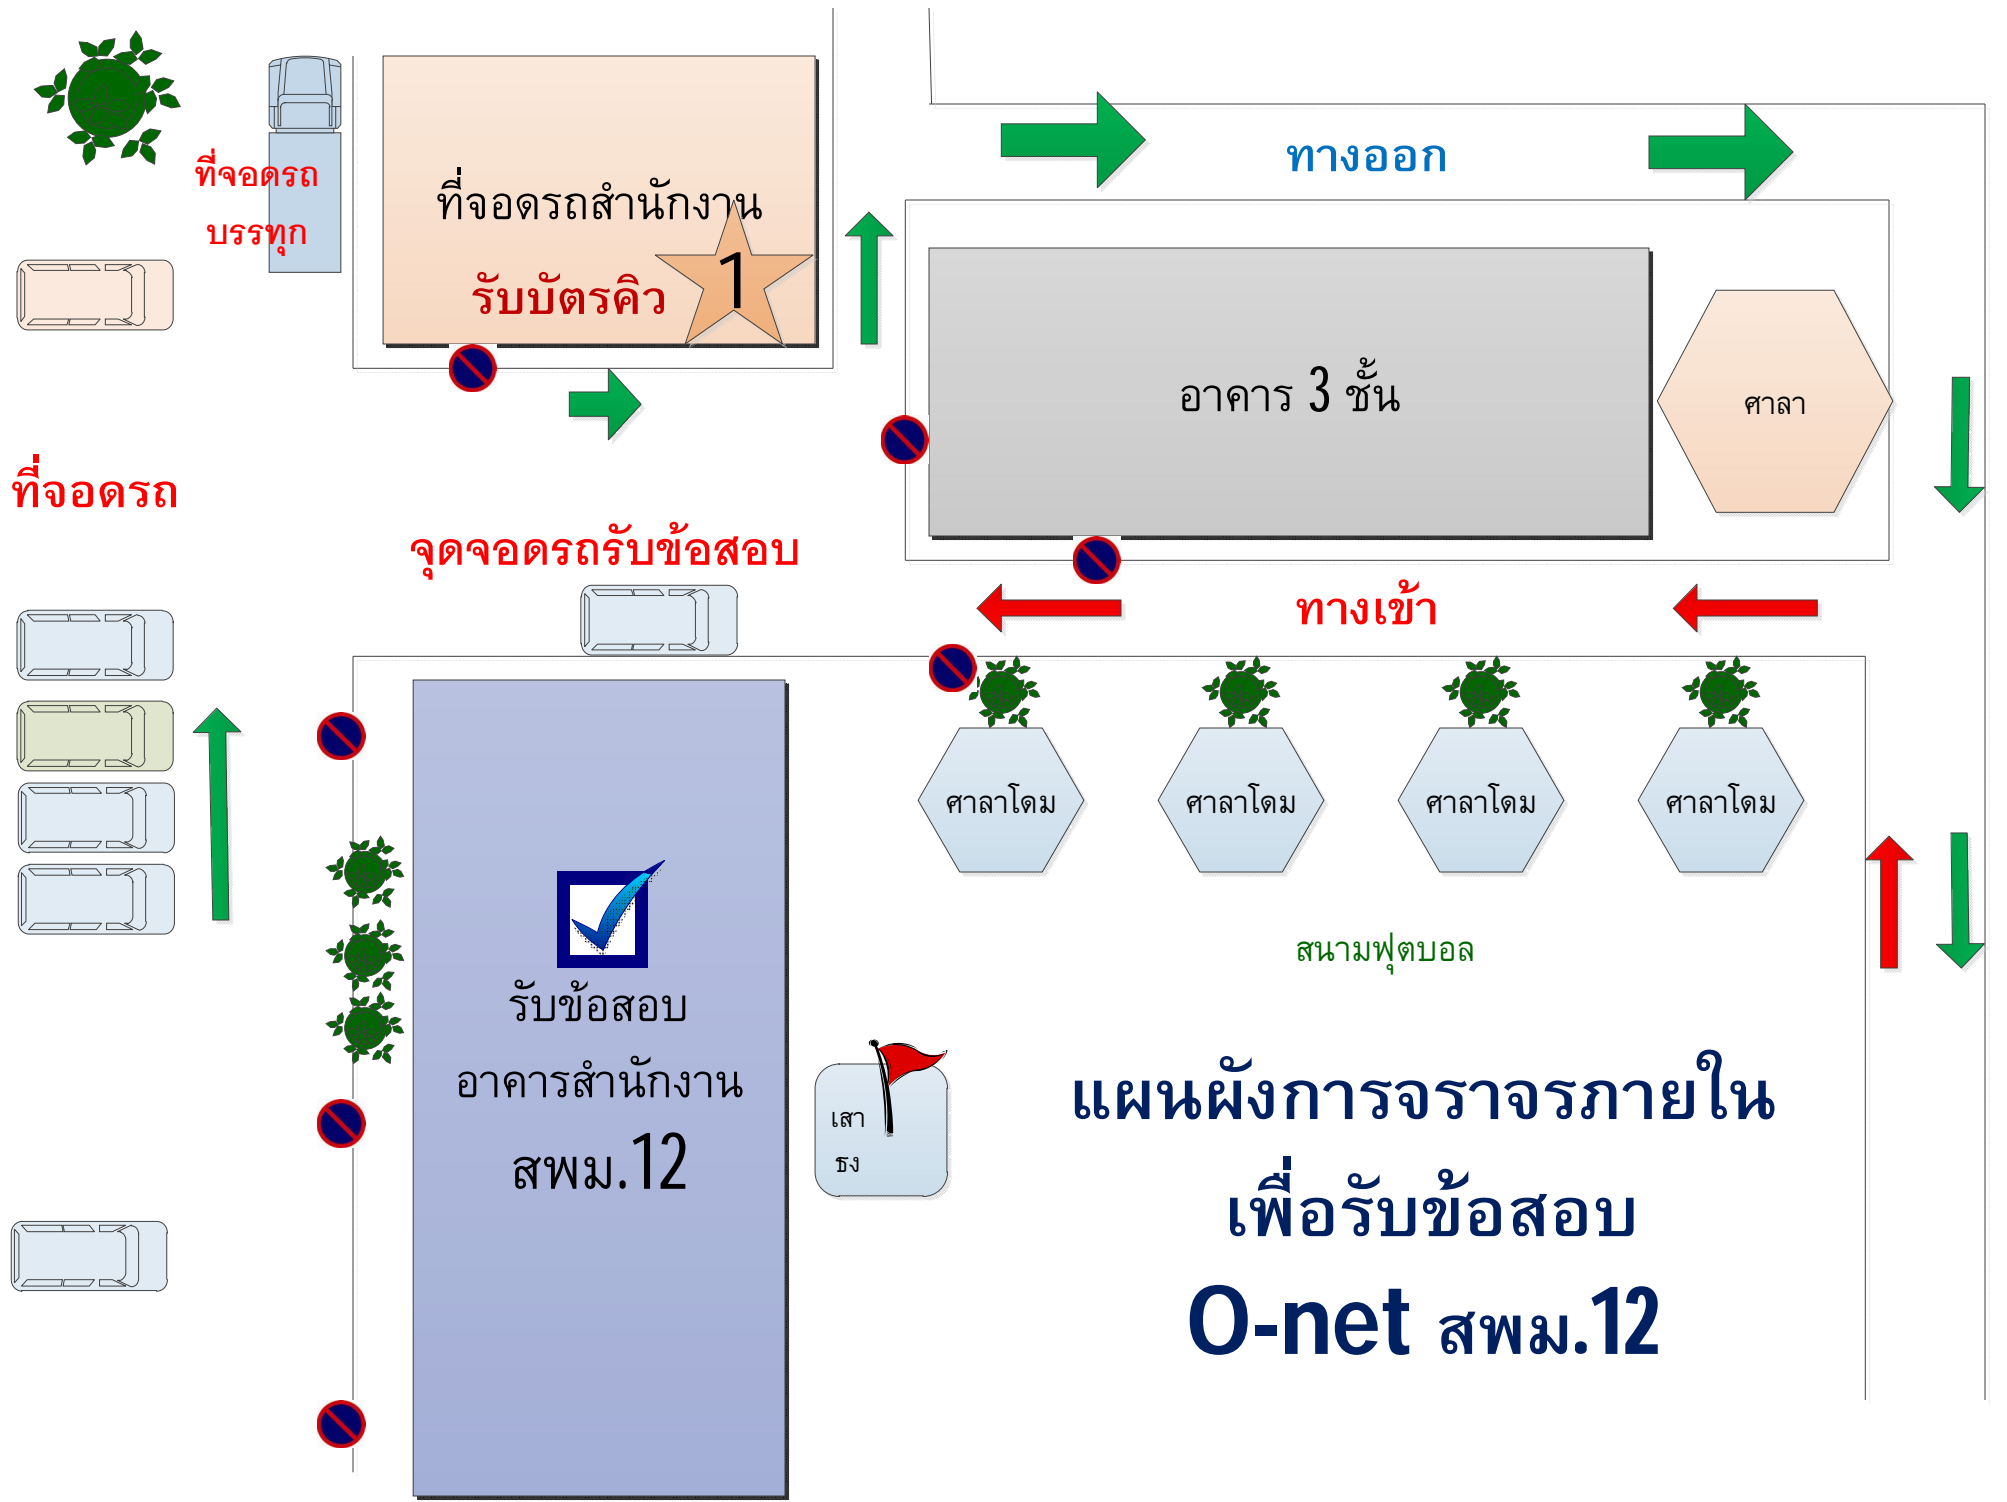 ที่จอดรถ
บรรทุก
ที่จอดรถสำนักงาน
รับบัตรคิว
1
ทางออก
อาคาร 3 ชั้น
ศาลา
ที่จอดรถ
จุดจอดรถรับข้อสอบ
ทางเข้า
ศาลาโดม
ศาลาโดม
ศาลาโดม
ศาลาโดม
สนามฟุตบอล
รับข้อสอบ
อาคารสำนักงาน
สพม.12
เสา
ธง
แผนผังการจราจรภายใน
เพื่อรับข้อสอบ
O-net สพม.12